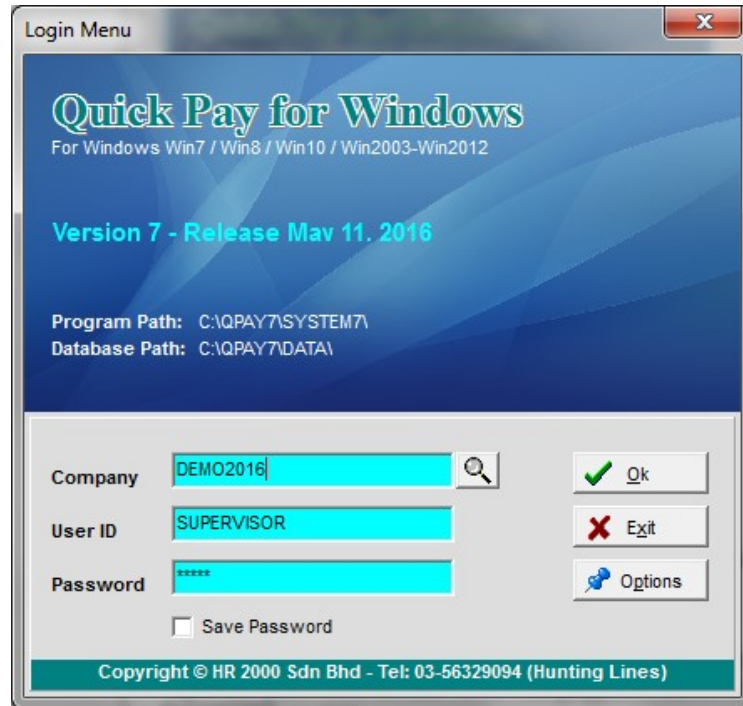 Login Menu
Quick Pay for Windows
For Windows Win7 / Win8 / Win10 / Win2003-Win2012
Version 7 - Release May 11, 2016
Program Path: C:\QPAY7\SYSTEM7\
Database Path: C:\QPAY7\DATA\
Company DEMO2016 Ok
User ID SUPERVISOR Exit
Password ***** Options
Save Password
Copyright © HR 2000 Sdn Bhd - Tel: 03-56329094 (Hunting Lines)